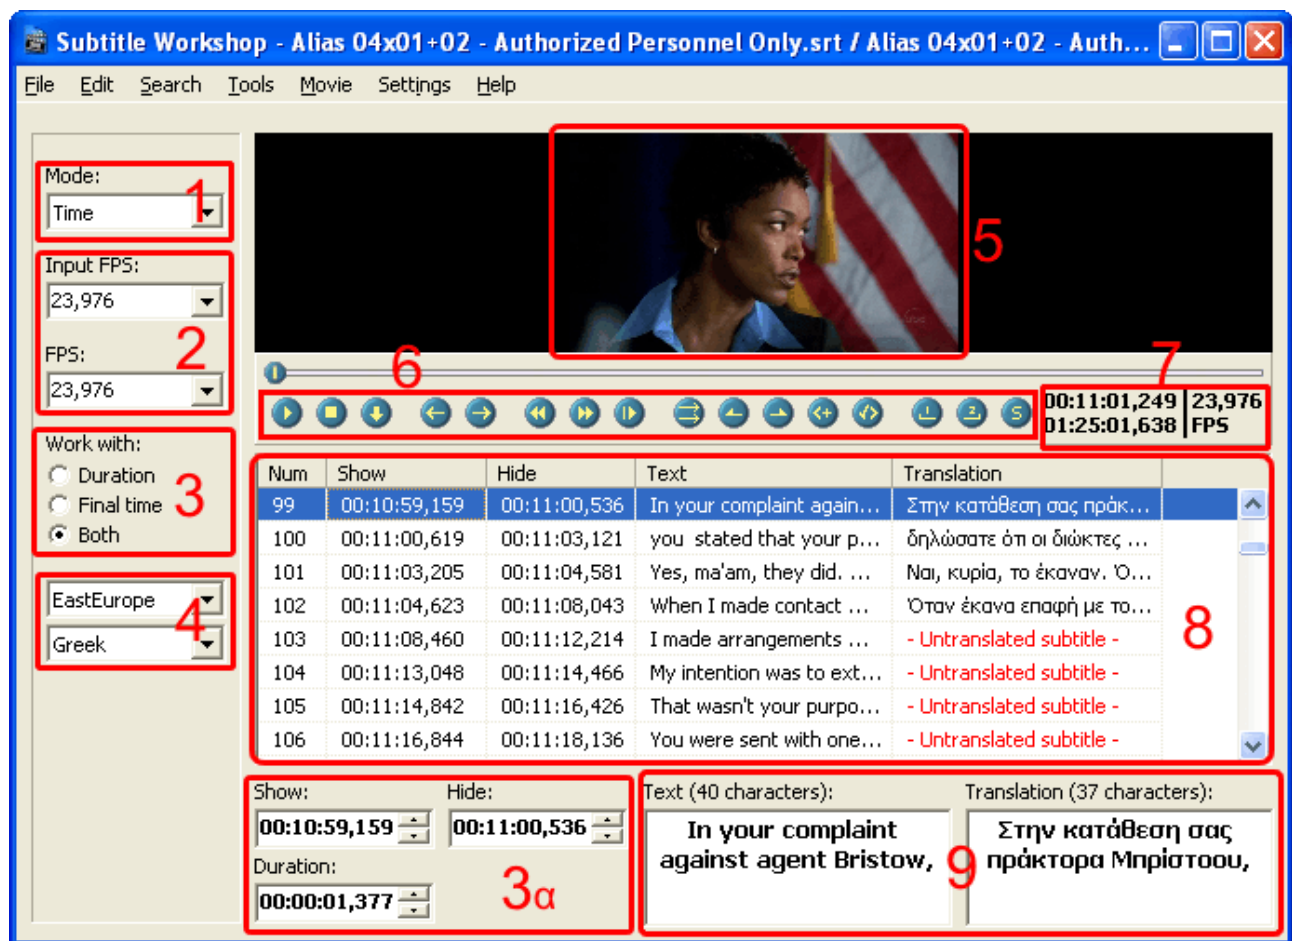 Subtitle Workshop - Alias 04x01+02 - Authorized Personnel Only.srt / Alias 04x01+02 - Auth...
File Edit Search Tools Movie Settings Help
Mode:
Time
1
Input FPS:
23,976
2
FPS:
23,976
Work with:
Duration
Final time
Both
3
EastEurope
Greek
4
5
6
7
00:11:01,249 23,976
01:25:01,638 FPS
Num Show Hide Text Translation
99 00:10:59,159 00:11:00,536 In your complaint again... Στην κατάθεση σας πράκ...
100 00:11:00,619 00:11:03,121 you  stated that your p... δηλώσατε ότι οι διώκτες ...
101 00:11:03,205 00:11:04,581 Yes, ma'am, they did. ... Ναι, κυρία, το έκαναν. Ό...
102 00:11:04,623 00:11:08,043 When I made contact ... Όταν έκανα επαφή με το...
103 00:11:08,460 00:11:12,214 I made arrangements ... - Untranslated subtitle -
104 00:11:13,048 00:11:14,466 My intention was to ext... - Untranslated subtitle -
105 00:11:14,842 00:11:16,426 That wasn't your purpo... - Untranslated subtitle -
106 00:11:16,844 00:11:18,136 You were sent with one... - Untranslated subtitle -
8
Show: Hide:
00:10:59,159 00:11:00,536
Duration:
00:00:01,377
3α
Text (40 characters): Translation (37 characters):
In your complaint
against agent Bristow,
Στην κατάθεση σας
πράκτορα Μπρίστοου,
9